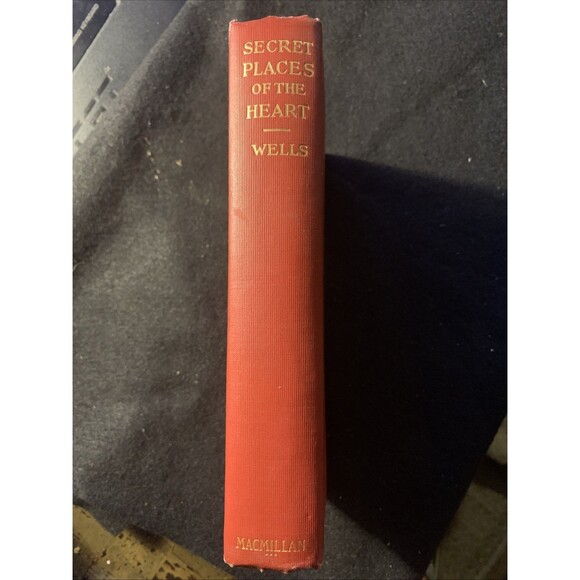 SECRET
PLACES
OF THE
HEART
WELLS
MACMILLAN